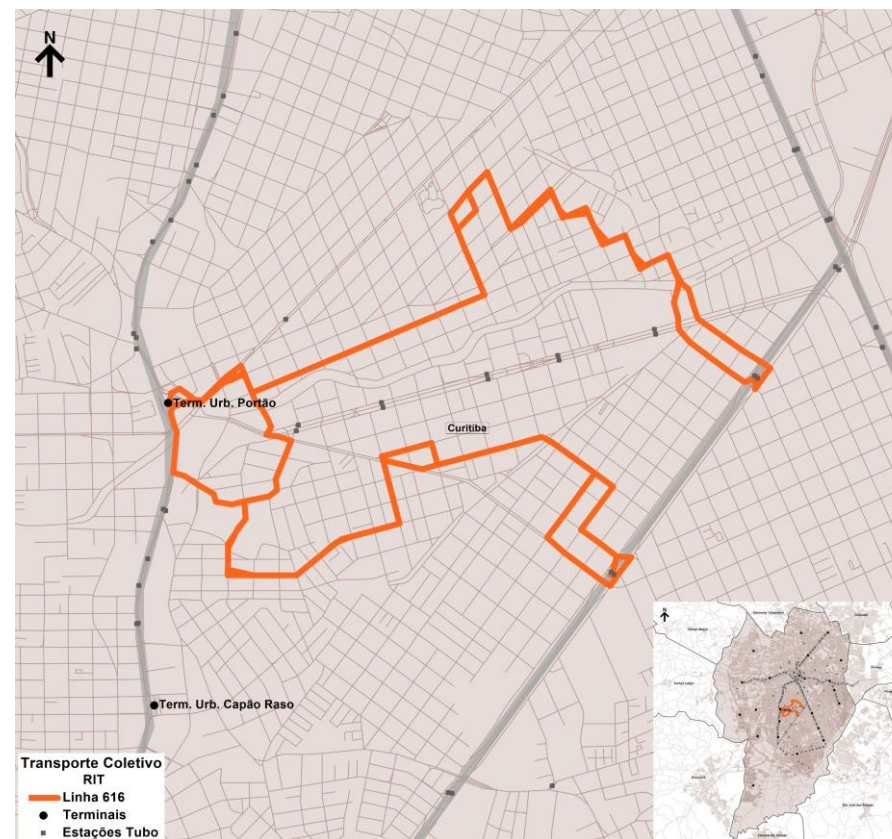 N
Term. Urb. Portão
Curitiba
Term. Urb. Capão Raso
Transporte Coletivo
RIT
Linha 616
Terminais
Estações Tubo
N